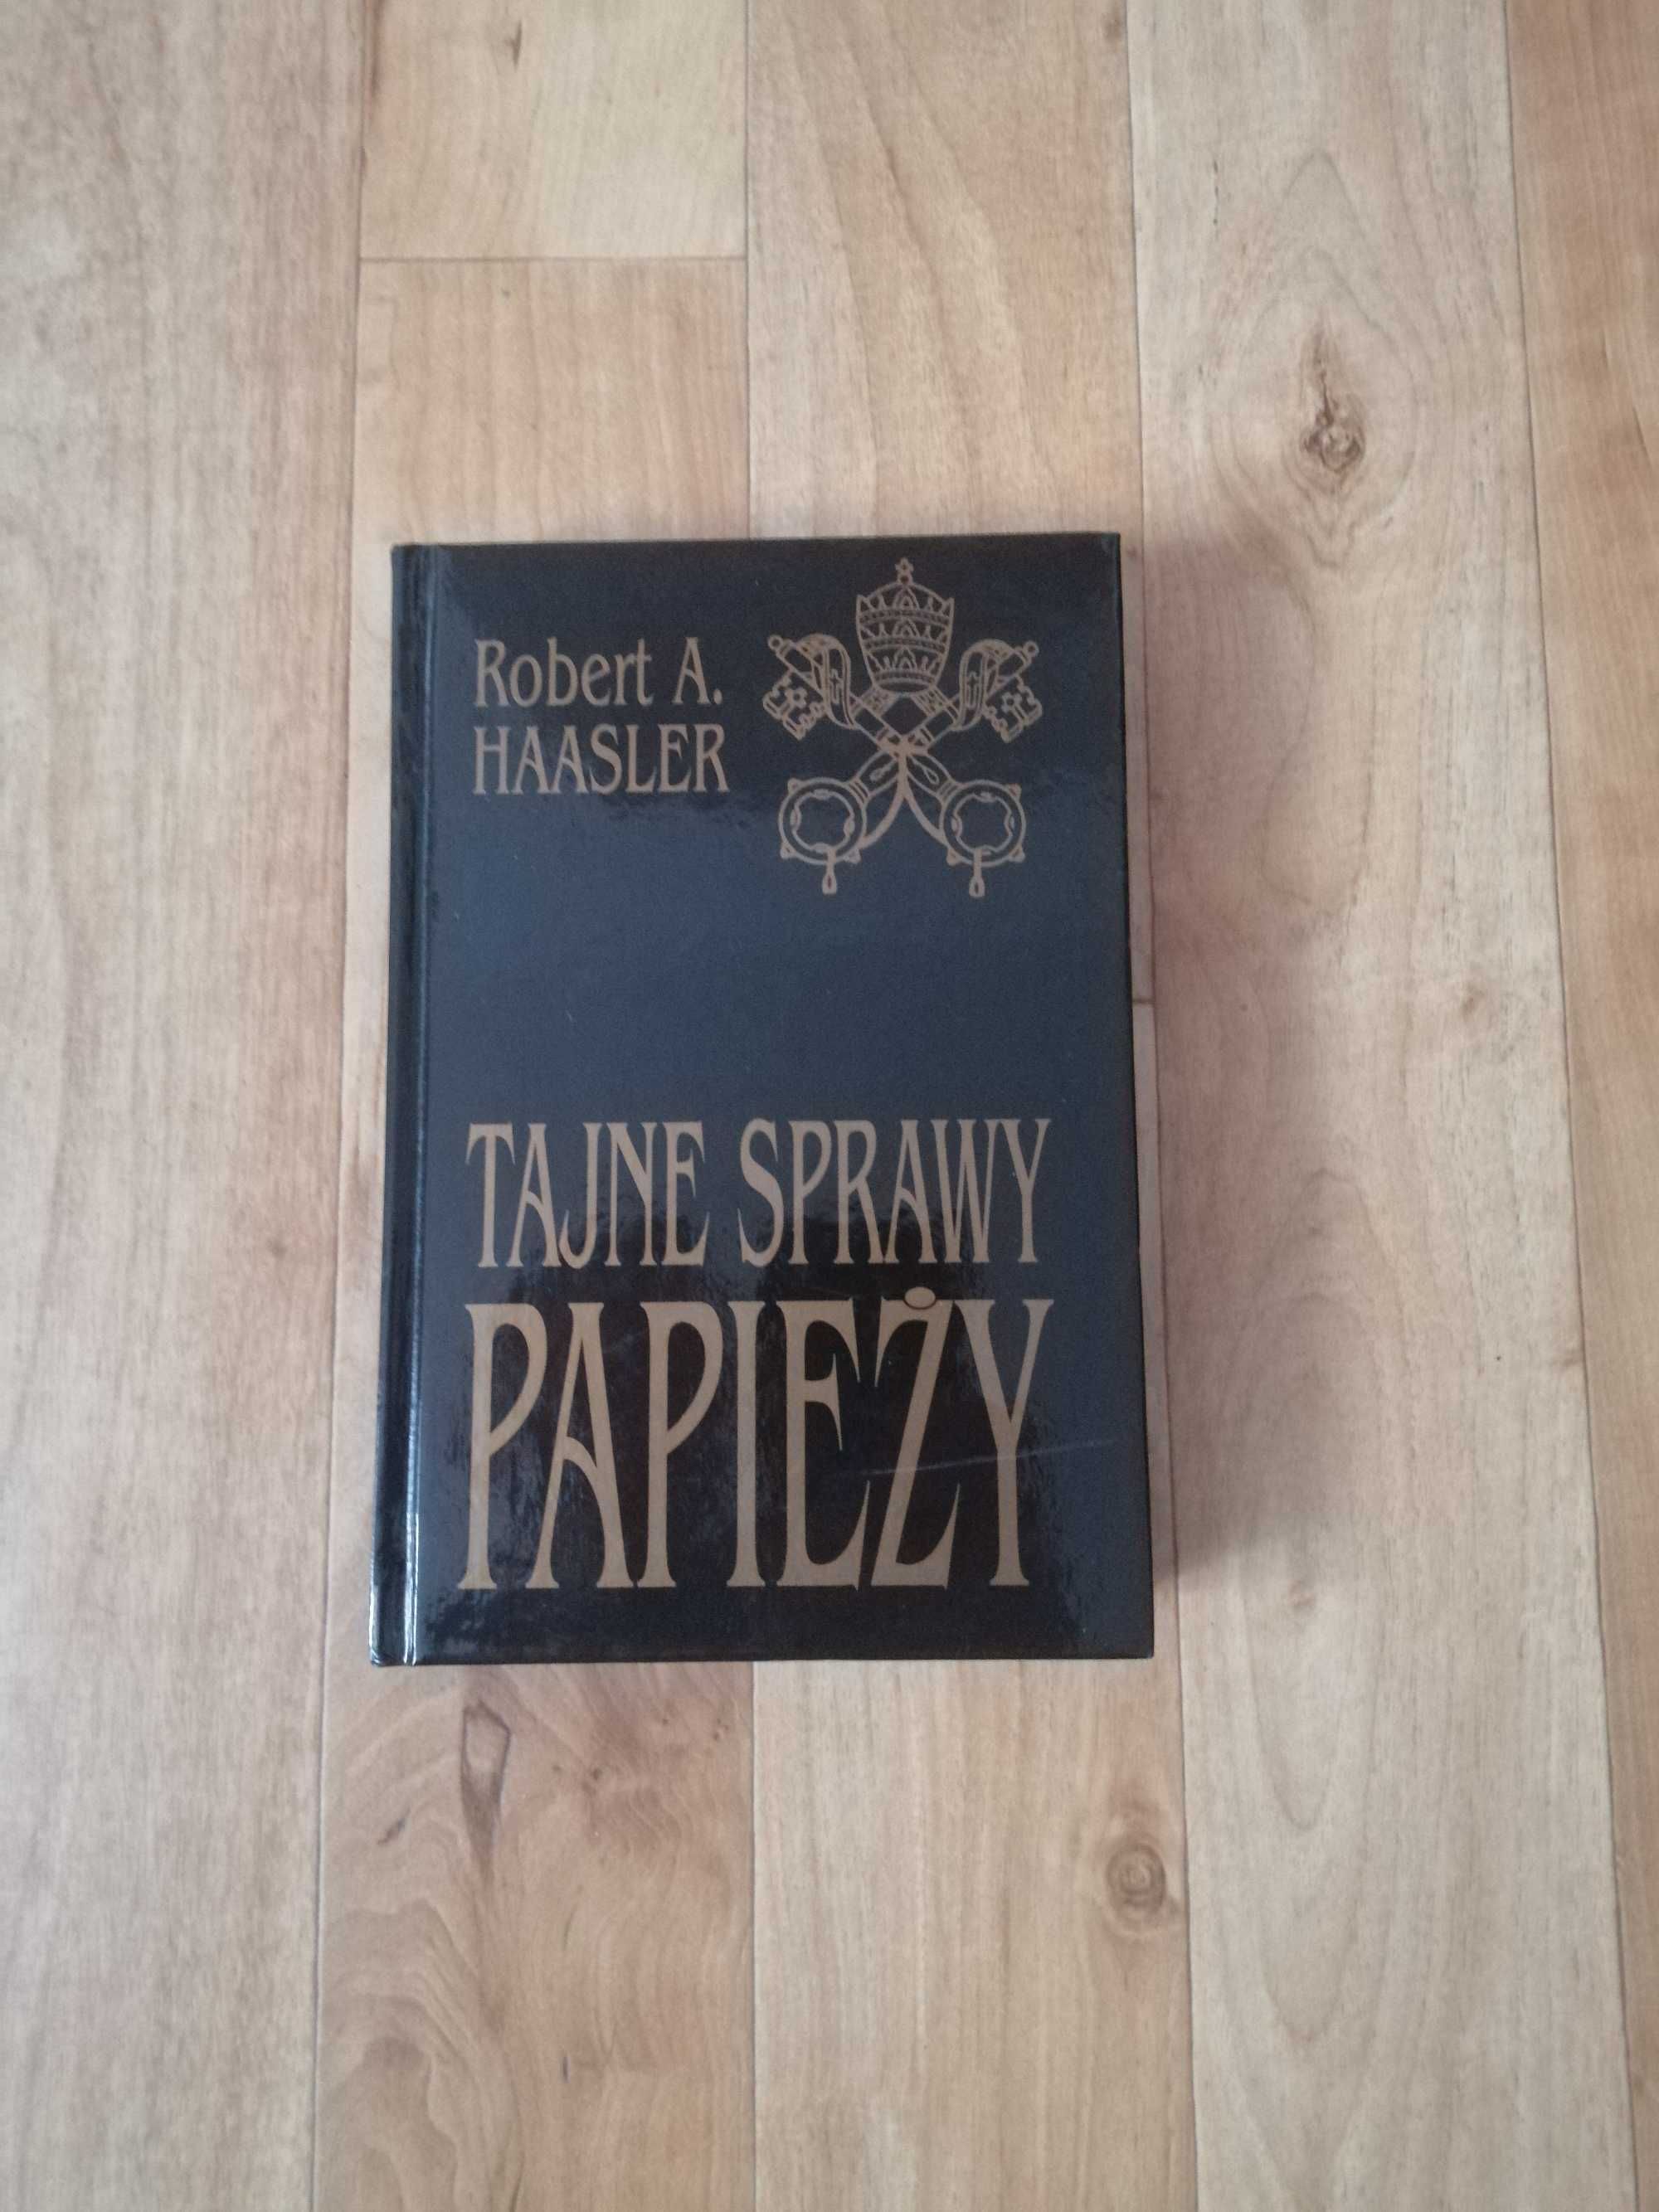 Robert A.
HAASLER
TAJNE SPRAWY
PAPIEŻY